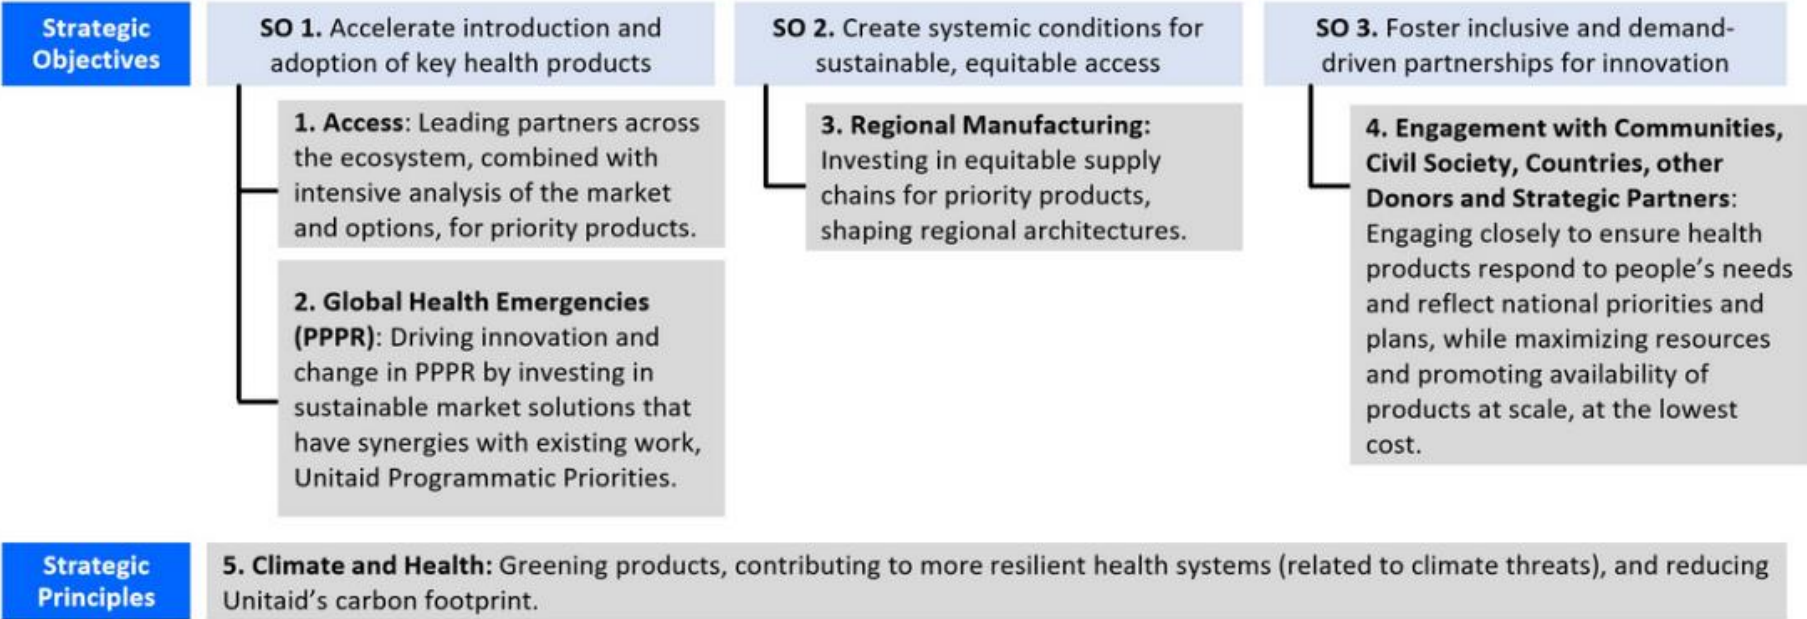 Strategic
Objectives
SO 1. Accelerate introduction and
adoption of key health products
SO 2. Create systemic conditions for
sustainable, equitable access
SO 3. Foster inclusive and demand-
driven partnerships for innovation
1. Access: Leading partners across
the ecosystem, combined with
intensive analysis of the market
and options, for priority products.
2. Global Health Emergencies
(PPPR): Driving innovation and
change in PPPR by investing in
sustainable market solutions that
have synergies with existing work,
Unitaid Programmatic Priorities.
3. Regional Manufacturing:
Investing in equitable supply
chains for priority products,
shaping regional architectures.
4. Engagement with Communities,
Civil Society, Countries, other
Donors and Strategic Partners:
Engaging closely to ensure health
products respond to people’s needs
and reflect national priorities and
plans, while maximizing resources
and promoting availability of
products at scale, at the lowest
cost.
Strategic
Principles
5. Climate and Health: Greening products, contributing to more resilient health systems (related to climate threats), and reducing
Unitaid’s carbon footprint.